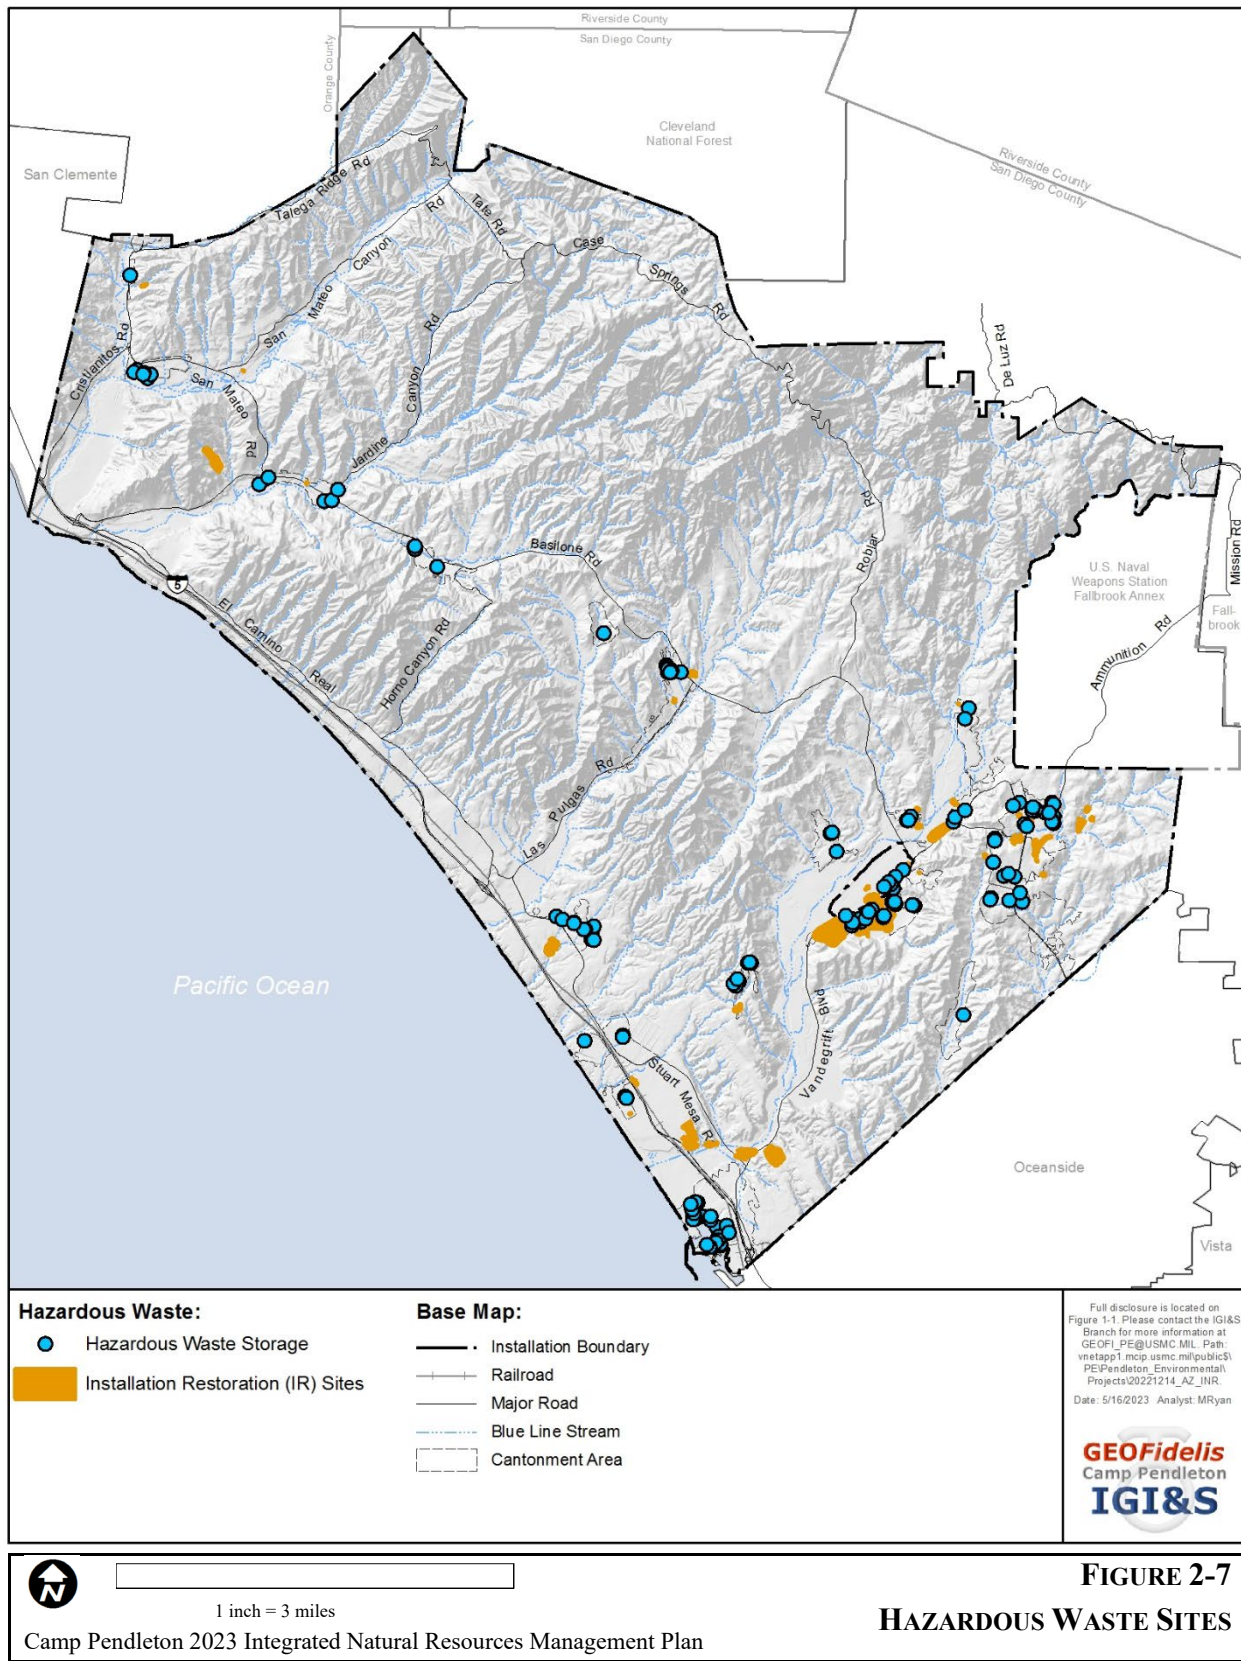 Riverside County
San Diego County
Orange County
Cleveland
National Forest
Riverside County
San Diego County
San Clemente
Talega Ridge Rd
Tate Rd
Case Springs Rd
San Mateo Canyon Rd
De Luz Rd
Cristianitos Rd
San Mateo Rd
Jardine Canyon Rd
Mission Rd
Roblar Rd
Basilone Rd
U.S. Naval
Weapons Station
Fallbrook Annex
Fall-
brook
Ammunition Rd
5
El Camino Real
Horno Canyon Rd
Las Pulgas Rd
Pacific Ocean
Vandegrift Blvd
Stuart Mesa R
Oceanside
Vista
Hazardous Waste:
Hazardous Waste Storage
Installation Restoration (IR) Sites
Base Map:
Installation Boundary
Railroad
Major Road
Blue Line Stream
Cantonment Area
Full disclosure is located on
Figure 1-1. Please contact the IGI&S
Branch for more information at
GEOFI_PE@USMC.MIL. Path:
vnetapp1.mcip.usmc.mil\public$\
PE\Pendleton_Environmental\
Projects\20221214_AZ_INR.
Date: 5/16/2023 Analyst: MRyan
GEOFidelis
Camp Pendleton
IGI&S
N
1 inch = 3 miles
Camp Pendleton 2023 Integrated Natural Resources Management Plan
FIGURE 2-7
HAZARDOUS WASTE SITES